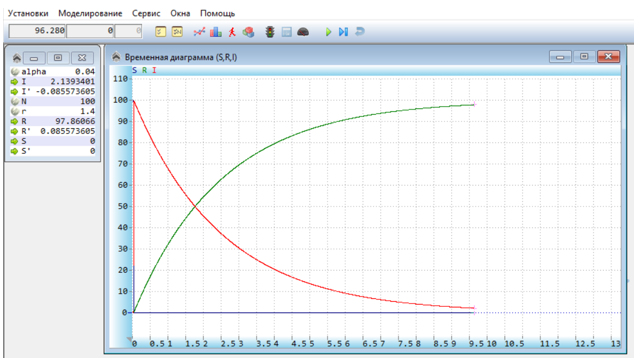 Установки Моделирование Сервис Окна Помощь
96.280 0 0
alpha 0.04
I 2.1393401
I' -0.085573605
N 100
r 1.4
R 97.86066
R' 0.085573605
S 0
S' 0
Временная диаграмма (S,R,I)
S R I
110
100
90
80
70
60
50
40
30
20
10
0
0 0.5 1 1.5 2 2.5 3 3.5 4 4.5 5 5.5 6 6.5 7 7.5 8 8.5 9 9.5 10 10.5 11.5 12.5 13